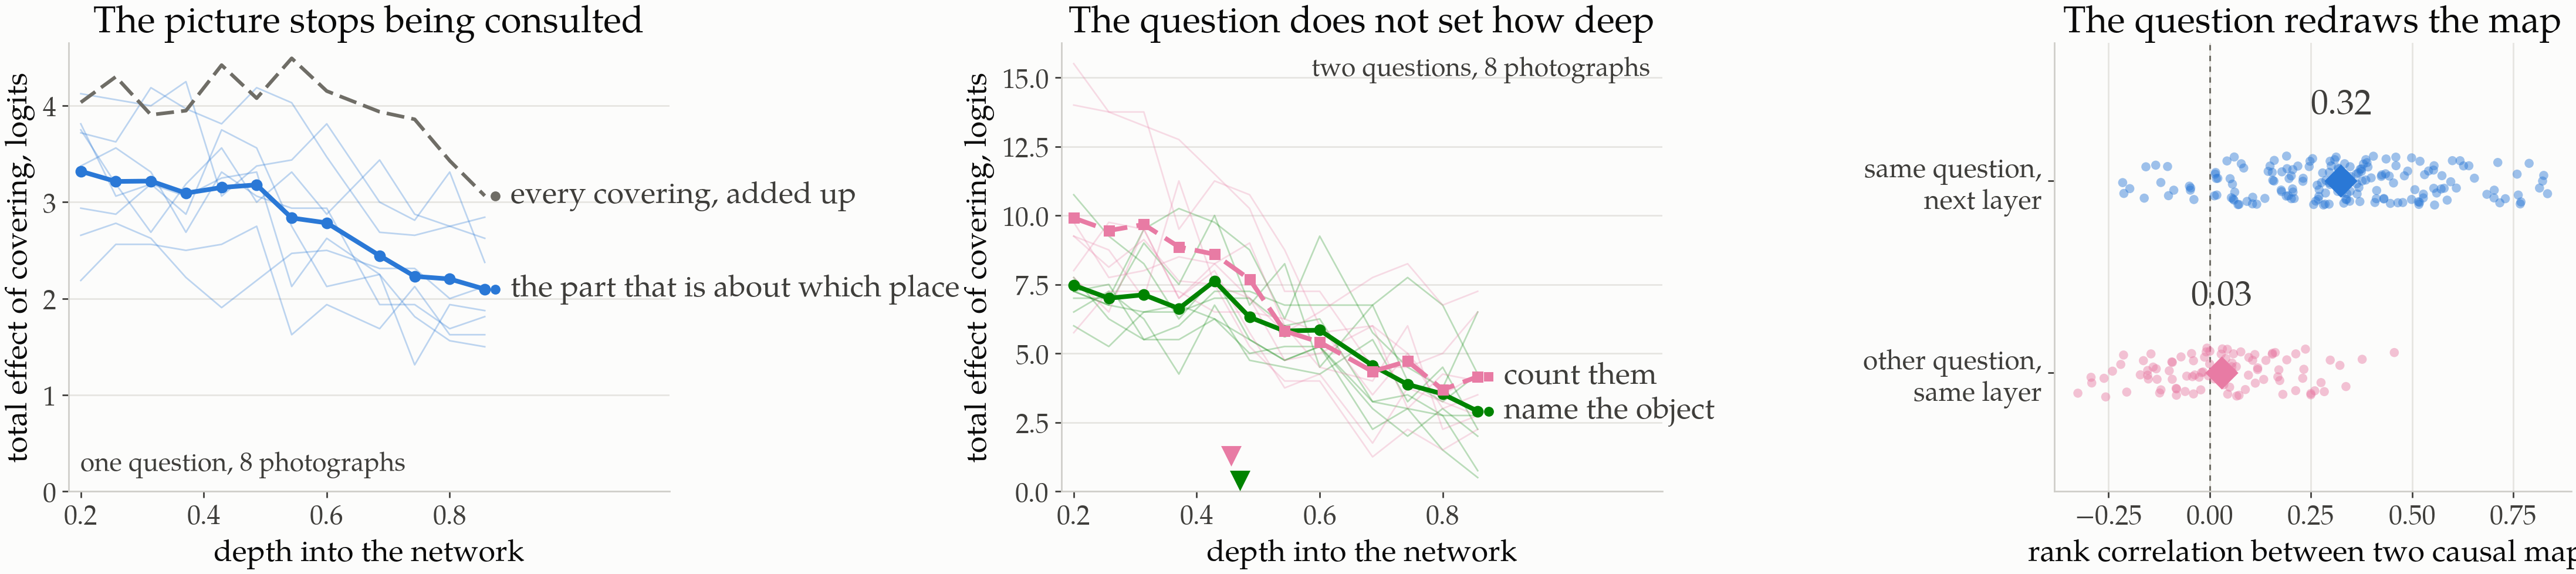 The picture stops being consulted
total effect of covering, logits
4
3
2
1
0
every covering, added up
the part that is about which place
one question, 8 photographs
0.2 0.4 0.6 0.8
depth into the network
The question does not set how deep
total effect of covering, logits
15.0
12.5
10.0
7.5
5.0
2.5
0.0
two questions, 8 photographs
count them
name the object
0.2 0.4 0.6 0.8
depth into the network
The question redraws the map
0.32
same question,
next layer
0.03
other question,
same layer
−0.25 0.00 0.25 0.50 0.75
rank correlation between two causal map